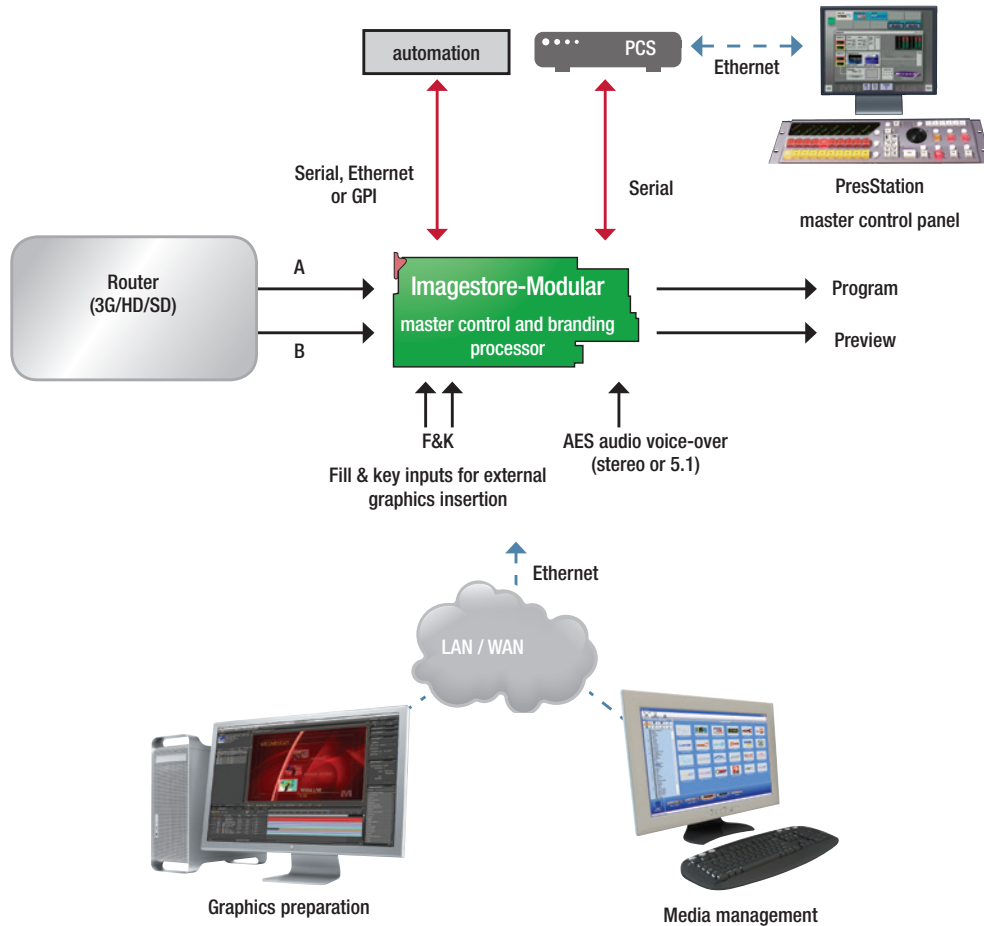 automation
PCS
Ethernet
Serial, Ethernet
or GPI
Serial
PresStation
master control panel
Router
(3G/HD/SD)
A
B
Imagestore-Modular
master control and branding
processor
Program
Preview
F&K
Fill & key inputs for external
graphics insertion
AES audio voice-over
(stereo or 5.1)
Ethernet
LAN / WAN
Graphics preparation
Media management